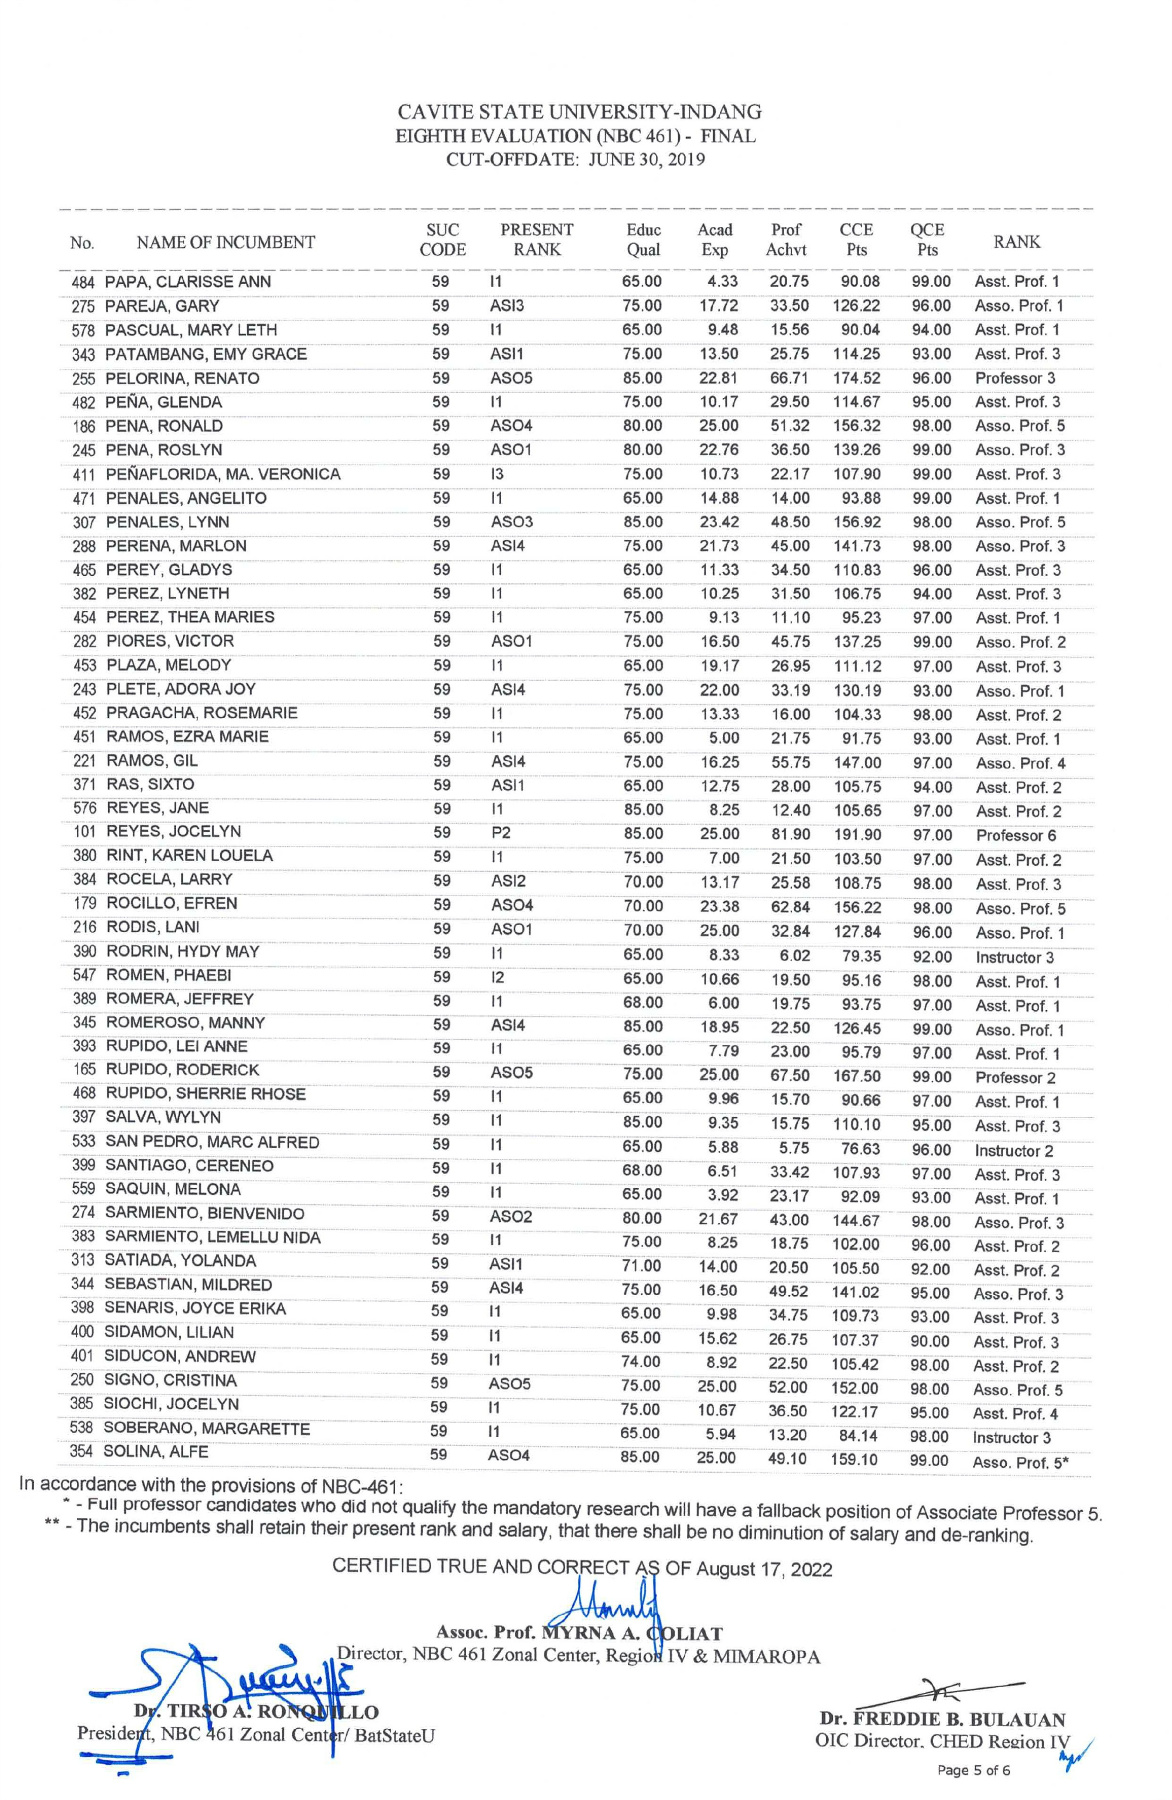 CAVITE STATE UNIVERSITY-INDANG
EIGHTH EVALUATION (NBC 461) - FINAL
CUT-OFFDATE: JUNE 30, 2019
No. NAME OF INCUMBENT SUC CODE PRESENT RANK Educ Qual Acad Exp Prof Achvt CCE Pts QCE Pts RANK
484 PAPA, CLARISSE ANN 59 I1 65.00 4.33 20.75 90.08 99.00 Asst. Prof. 1
275 PAREJA, GARY 59 ASI3 75.00 17.72 33.50 126.22 96.00 Asso. Prof. 1
578 PASCUAL, MARY LETH 59 I1 65.00 9.48 15.56 90.04 94.00 Asst. Prof. 1
343 PATAMBANG, EMY GRACE 59 ASI1 75.00 13.50 25.75 114.25 93.00 Asst. Prof. 3
255 PELORINA, RENATO 59 ASO5 85.00 22.81 66.71 174.52 96.00 Professor 3
482 PEÑA, GLENDA 59 I1 75.00 10.17 29.50 114.67 95.00 Asst. Prof. 3
186 PENA, RONALD 59 ASO4 80.00 25.00 51.32 156.32 98.00 Asso. Prof. 5
245 PENA, ROSLYN 59 ASO1 80.00 22.76 36.50 139.26 99.00 Asso. Prof. 3
411 PEÑAFLORIDA, MA. VERONICA 59 I3 75.00 10.73 22.17 107.90 99.00 Asst. Prof. 3
471 PENALES, ANGELITO 59 I1 65.00 14.88 14.00 93.88 99.00 Asst. Prof. 1
307 PENALES, LYNN 59 ASO3 85.00 23.42 48.50 156.92 98.00 Asso. Prof. 5
288 PERENA, MARLON 59 ASI4 75.00 21.73 45.00 141.73 98.00 Asso. Prof. 3
465 PEREY, GLADYS 59 I1 65.00 11.33 34.50 110.83 96.00 Asst. Prof. 3
382 PEREZ, LYNETH 59 I1 65.00 10.25 31.50 106.75 94.00 Asst. Prof. 3
454 PEREZ, THEA MARIES 59 I1 75.00 9.13 11.10 95.23 97.00 Asst. Prof. 1
282 PIORES, VICTOR 59 ASO1 75.00 16.50 45.75 137.25 99.00 Asso. Prof. 2
453 PLAZA, MELODY 59 I1 65.00 19.17 26.95 111.12 97.00 Asst. Prof. 3
243 PLETE, ADORA JOY 59 ASI4 75.00 22.00 33.19 130.19 93.00 Asso. Prof. 1
452 PRAGACHA, ROSEMARIE 59 I1 75.00 13.33 16.00 104.33 98.00 Asst. Prof. 2
451 RAMOS, EZRA MARIE 59 I1 65.00 5.00 21.75 91.75 93.00 Asst. Prof. 1
221 RAMOS, GIL 59 ASI4 75.00 16.25 55.75 147.00 97.00 Asso. Prof. 4
371 RAS, SIXTO 59 ASI1 65.00 12.75 28.00 105.75 94.00 Asst. Prof. 2
576 REYES, JANE 59 I1 85.00 8.25 12.40 105.65 97.00 Asst. Prof. 2
101 REYES, JOCELYN 59 P2 85.00 25.00 81.90 191.90 97.00 Professor 6
380 RINT, KAREN LOUELA 59 I1 75.00 7.00 21.50 103.50 97.00 Asst. Prof. 2
384 ROCELA, LARRY 59 ASI2 70.00 13.17 25.58 108.75 98.00 Asst. Prof. 3
179 ROCILLO, EFREN 59 ASO4 70.00 23.38 62.84 156.22 98.00 Asso. Prof. 5
216 RODIS, LANI 59 ASO1 70.00 25.00 32.84 127.84 96.00 Asso. Prof. 1
390 RODRIN, HYDY MAY 59 I1 65.00 8.33 6.02 79.35 92.00 Instructor 3
547 ROMEN, PHAEBI 59 I2 65.00 10.66 19.50 95.16 98.00 Asst. Prof. 1
389 ROMERA, JEFFREY 59 I1 68.00 6.00 19.75 93.75 97.00 Asst. Prof. 1
345 ROMEROSO, MANNY 59 ASI4 85.00 18.95 22.50 126.45 99.00 Asso. Prof. 1
393 RUPIDO, LEI ANNE 59 I1 65.00 7.79 23.00 95.79 97.00 Asst. Prof. 1
165 RUPIDO, RODERICK 59 ASO5 75.00 25.00 67.50 167.50 99.00 Professor 2
468 RUPIDO, SHERRIE RHOSE 59 I1 65.00 9.96 15.70 90.66 97.00 Asst. Prof. 1
397 SALVA, WYLYN 59 I1 85.00 9.35 15.75 110.10 95.00 Asst. Prof. 3
533 SAN PEDRO, MARC ALFRED 59 I1 65.00 5.88 5.75 76.63 96.00 Instructor 2
399 SANTIAGO, CERENEO 59 I1 68.00 6.51 33.42 107.93 97.00 Asst. Prof. 3
559 SAQUIN, MELONA 59 I1 65.00 3.92 23.17 92.09 93.00 Asst. Prof. 1
274 SARMIENTO, BIENVENIDO 59 ASO2 80.00 21.67 43.00 144.67 98.00 Asso. Prof. 3
383 SARMIENTO, LEMELLU NIDA 59 I1 75.00 8.25 18.75 102.00 96.00 Asst. Prof. 2
313 SATIADA, YOLANDA 59 ASI1 71.00 14.00 20.50 105.50 92.00 Asst. Prof. 2
344 SEBASTIAN, MILDRED 59 ASI4 75.00 16.50 49.52 141.02 95.00 Asso. Prof. 3
398 SENARIS, JOYCE ERIKA 59 I1 65.00 9.98 34.75 109.73 93.00 Asst. Prof. 3
400 SIDAMON, LILIAN 59 I1 65.00 15.62 26.75 107.37 90.00 Asst. Prof. 3
401 SIDUCON, ANDREW 59 I1 74.00 8.92 22.50 105.42 98.00 Asst. Prof. 2
250 SIGNO, CRISTINA 59 ASO5 75.00 25.00 52.00 152.00 98.00 Asso. Prof. 5
385 SIOCHI, JOCELYN 59 I1 75.00 10.67 36.50 122.17 95.00 Asst. Prof. 4
538 SOBERANO, MARGARETTE 59 I1 65.00 5.94 13.20 84.14 98.00 Instructor 3
354 SOLINA, ALFE 59 ASO4 85.00 25.00 49.10 159.10 99.00 Asso. Prof. 5*
In accordance with the provisions of NBC-461:
* - Full professor candidates who did not qualify the mandatory research will have a fallback position of Associate Professor 5.
** - The incumbents shall retain their present rank and salary, that there shall be no diminution of salary and de-ranking.
CERTIFIED TRUE AND CORRECT AS OF August 17, 2022
Assoc. Prof. MYRNA A. COLIAT
Director, NBC 461 Zonal Center, Region IV & MIMAROPA
Dr. TIRSO A. RONQUILLO
President, NBC 461 Zonal Center/ BatStateU
Dr. FREDDIE B. BULAUAN
OIC Director. CHED Region IV
Page 5 of 6